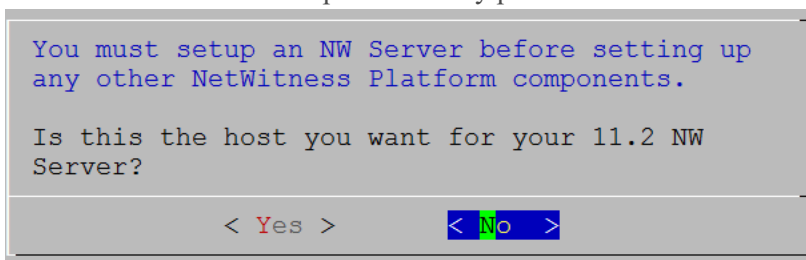 You must setup an NW Server before setting up
any other NetWitness Platform components.
Is this the host you want for your 11.2 NW
Server?
< Yes > < No >